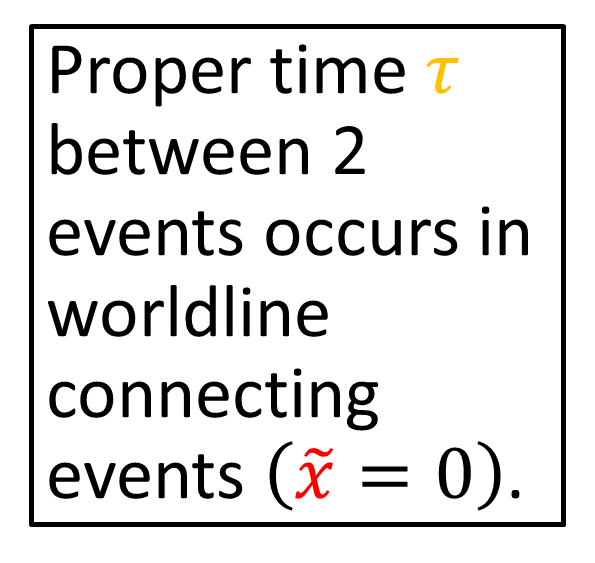 Proper time τ
between 2
events occurs in
worldline
connecting
events (x̃ = 0).